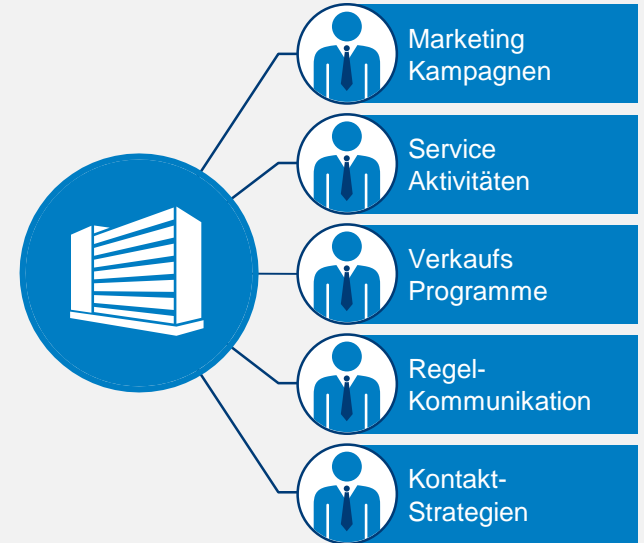 Marketing
Kampagnen
Service
Aktivitäten
Verkaufs
Programme
Regel-
Kommunikation
Kontakt-
Strategien